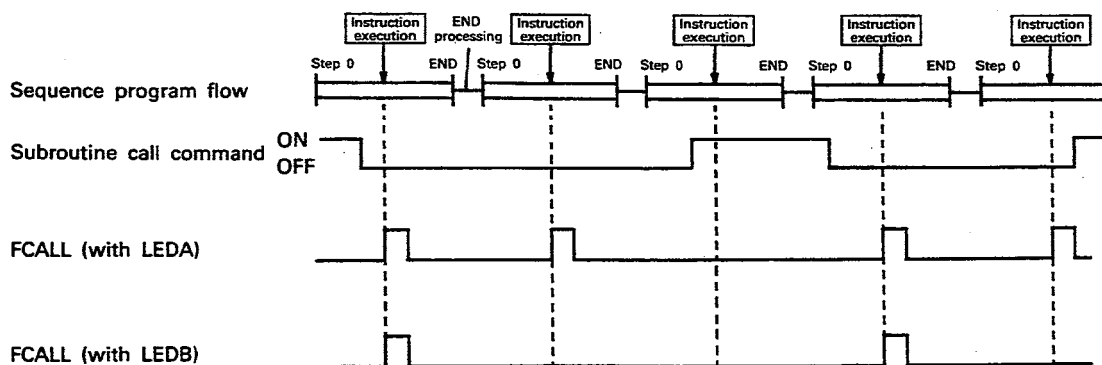 Instruction execution
END processing
Instruction execution
Instruction execution
Instruction execution
Instruction execution
Step 0
END
Step 0
END
Step 0
END
Step 0
END
Step 0
Sequence program flow
Subroutine call command
ON
OFF
FCALL (with LEDA)
FCALL (with LEDB)